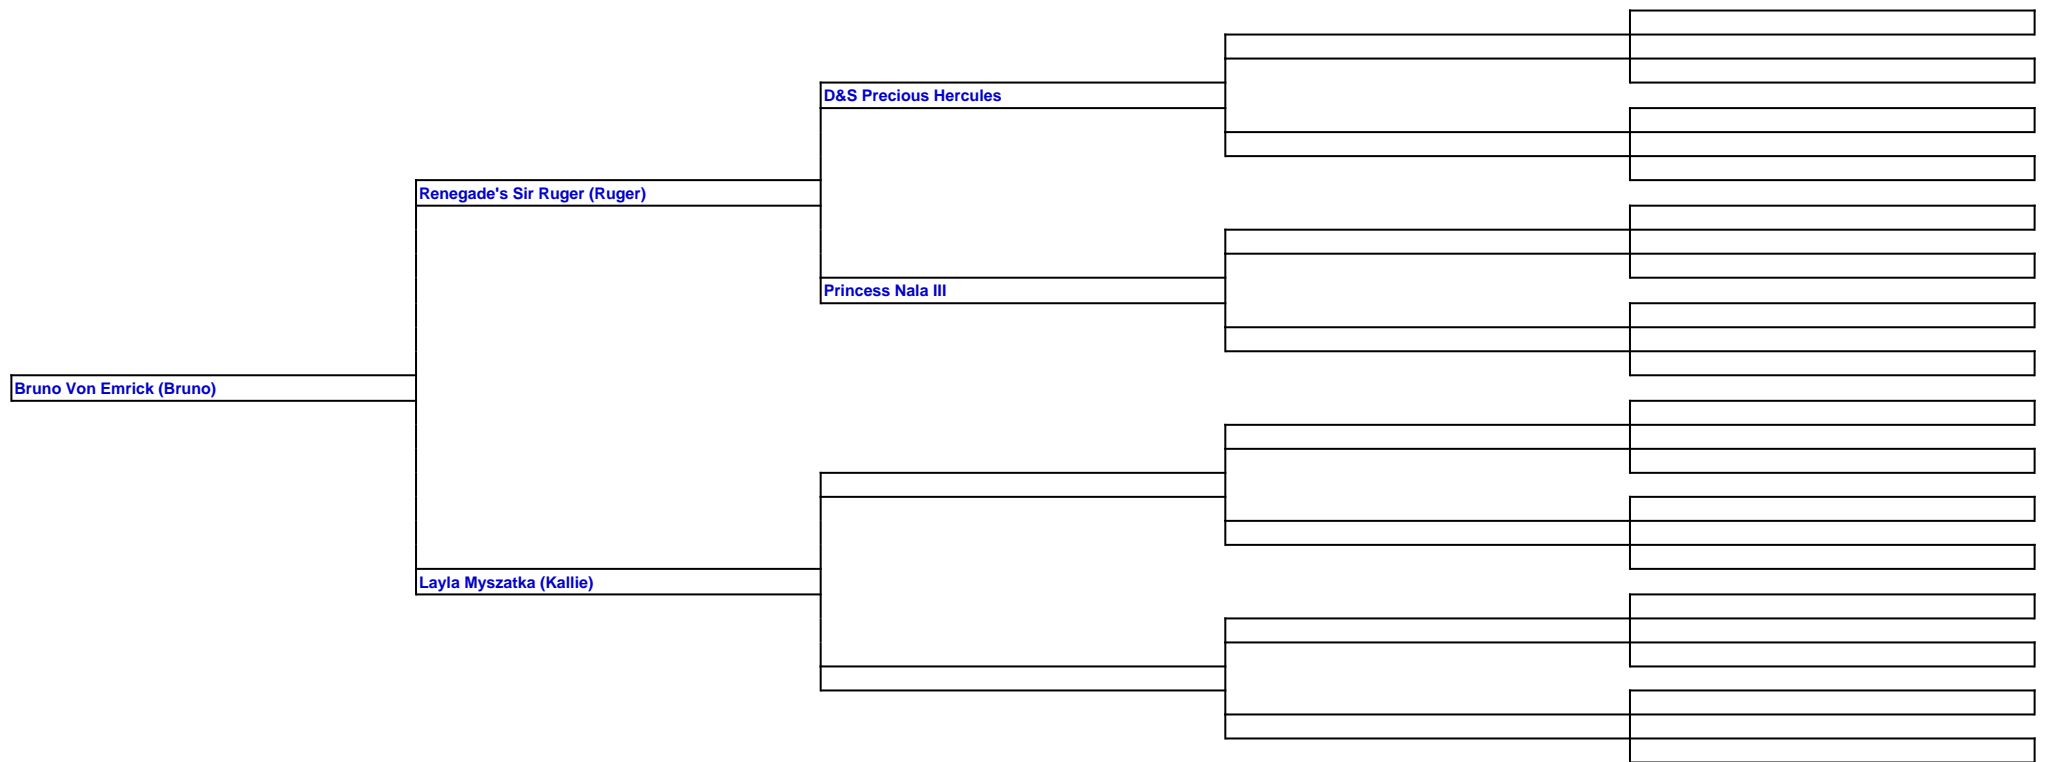 D&S Precious Hercules
Renegade's Sir Ruger (Ruger)
Princess Nala III
Bruno Von Emrick (Bruno)
Layla Myszatka (Kallie)